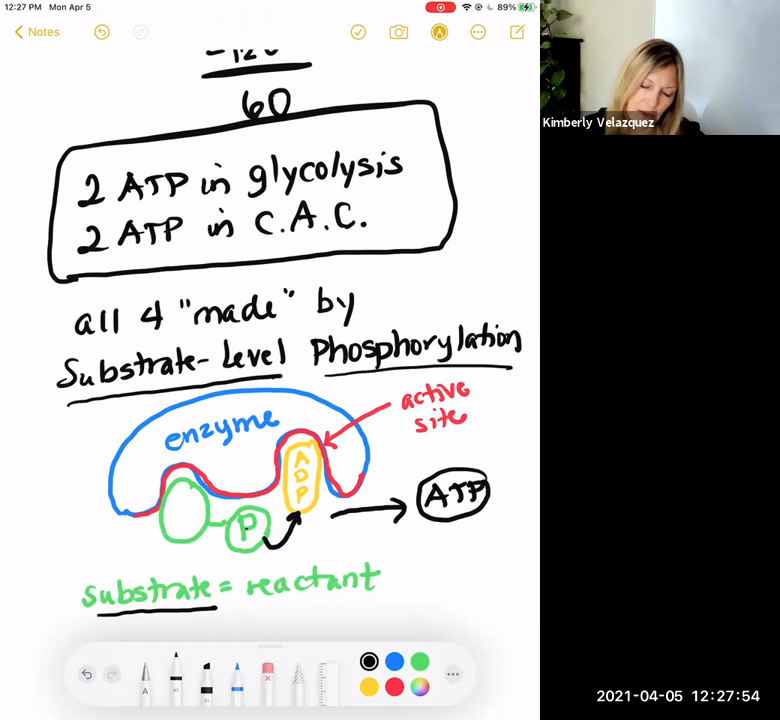 12:27 PM Mon Apr 5
89%
Notes
60
2 ATP in glycolysis
2 ATP in C.A.C.
all 4 "made" by
Substrate-Level Phosphorylation
enzyme
active
site
A
D
P
P
ATP
substrate = reactant
A
Kimberly Velazquez
2021-04-05 12:27:54